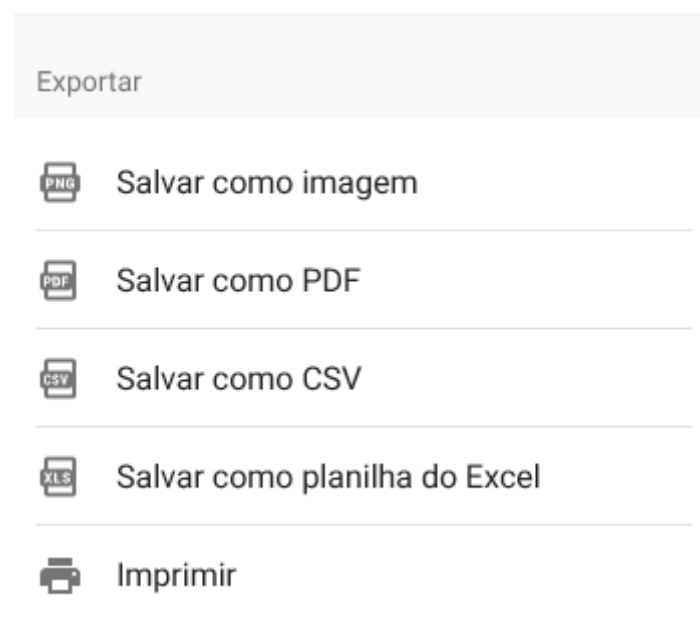 Exportar
PNG Salvar como imagem
PDF Salvar como PDF
CSV Salvar como CSV
XLS Salvar como planilha do Excel
Imprimir